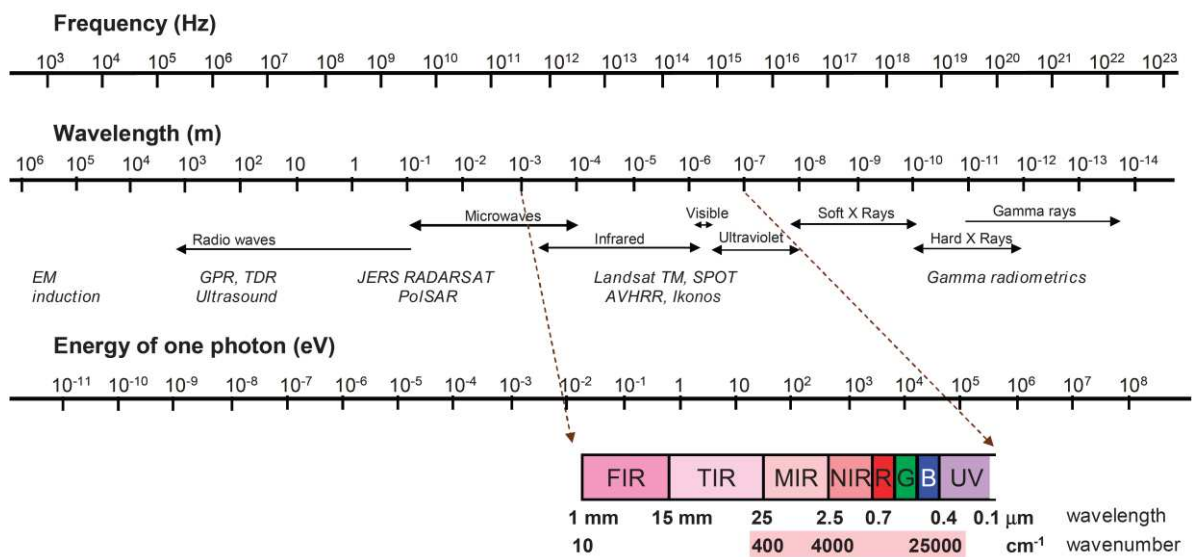 Frequency (Hz)
10³ 10⁴ 10⁵ 10⁶ 10⁷ 10⁸ 10⁹ 10¹⁰ 10¹¹ 10¹² 10¹³ 10¹⁴ 10¹⁵ 10¹⁶ 10¹⁷ 10¹⁸ 10¹⁹ 10²⁰ 10²¹ 10²² 10²³
Wavelength (m)
10⁶ 10⁵ 10⁴ 10³ 10² 10 1 10⁻¹ 10⁻² 10⁻³ 10⁻⁴ 10⁻⁵ 10⁻⁶ 10⁻⁷ 10⁻⁸ 10⁻⁹ 10⁻¹⁰ 10⁻¹¹ 10⁻¹² 10⁻¹³ 10⁻¹⁴
Microwaves Visible Soft X Rays Gamma rays
Radio waves Infrared Ultraviolet Hard X Rays
EM GPR, TDR JERS RADARSAT Landsat TM, SPOT Gamma radiometrics
induction Ultrasound PolSAR AVHRR, Ikonos
Energy of one photon (eV)
10⁻¹¹ 10⁻¹⁰ 10⁻⁹ 10⁻⁸ 10⁻⁷ 10⁻⁶ 10⁻⁵ 10⁻⁴ 10⁻³ 10⁻² 10⁻¹ 1 10 10² 10³ 10⁴ 10⁵ 10⁶ 10⁷ 10⁸
FIR TIR MIR NIR R G B UV
1 mm 15 mm 25 2.5 0.7 0.4 0.1 μm wavelength
10 400 4000 25000 cm⁻¹ wavenumber